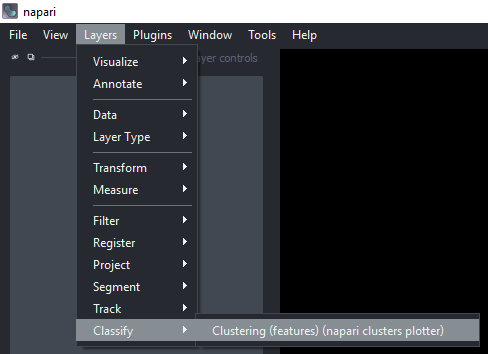 napari
File View Layers Plugins Window Tools Help
Visualize
ayer controls
Annotate
Data
Layer Type
Transform
Measure
Filter
Register
Project
Segment
Track
Classify
Clustering (features) (napari clusters plotter)